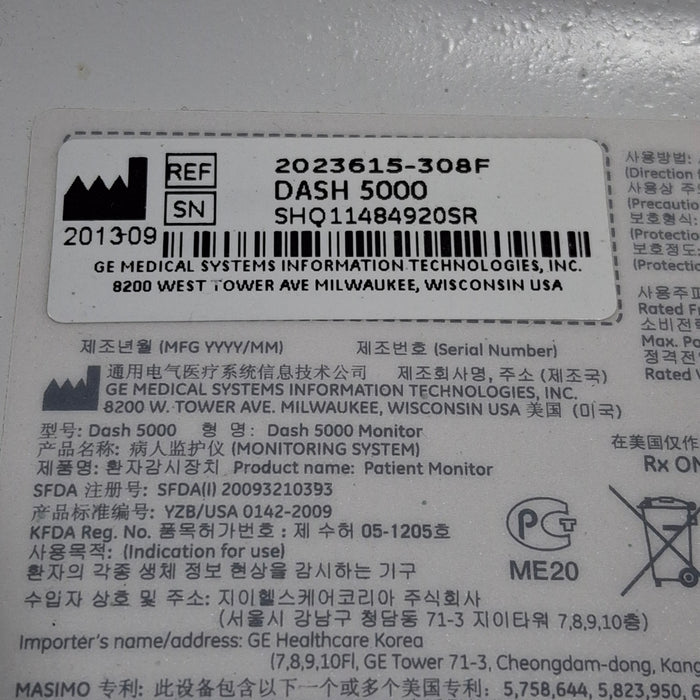 REF 2023615-308F
DASH 5000
SN SHQ11484920SR
2013-09
GE MEDICAL SYSTEMS INFORMATION TECHNOLOGIES, INC.
8200 WEST TOWER AVE MILWAUKEE, WISCONSIN USA
제조년월 (MFG YYYY/MM) 제조번호 (Serial Number)
通用电气医疗系统信息技术公司 제조회사명, 주소 (제조국)
GE MEDICAL SYSTEMS INFORMATION TECHNOLOGIES, INC.
8200 W. TOWER AVE. MILWAUKEE, WISCONSIN USA 美国 (미국)
型号: Dash 5000 형 명: Dash 5000 Monitor
产品名称: 病人监护仪 (MONITORING SYSTEM)
제품명: 환자감시장치 Product name: Patient Monitor
SFDA 注册号: SFDA(I) 20093210393
产品标准编号: YZB/USA 0142-2009
KFDA Reg. No. 품목허가번호: 제 수허 05-1205호
사용목적: (Indication for use)
환자의 각종 생체 정보 현상을 감시하는 기구
수입자 상호 및 주소: 지이헬스케어코리아 주식회사
(서울시 강남구 청담동 71-3 지이타워 7,8,9,10층)
Importer's name/address: GE Healthcare Korea
(7,8,9,10Fl, GE Tower 71-3, Cheongdam-dong,
MASIMO 专利: 此设备包含以下一个或多个美国专利: 5,758,644, 5,823,950,
사용방법:
(Direction
사용상
(Precaution
보호형식:
(Protection
보호정도:
(Protection
사용주파
Rated
소비전
Max.
정격전
Rated
在美国仅作
Rx
PCT
ME20